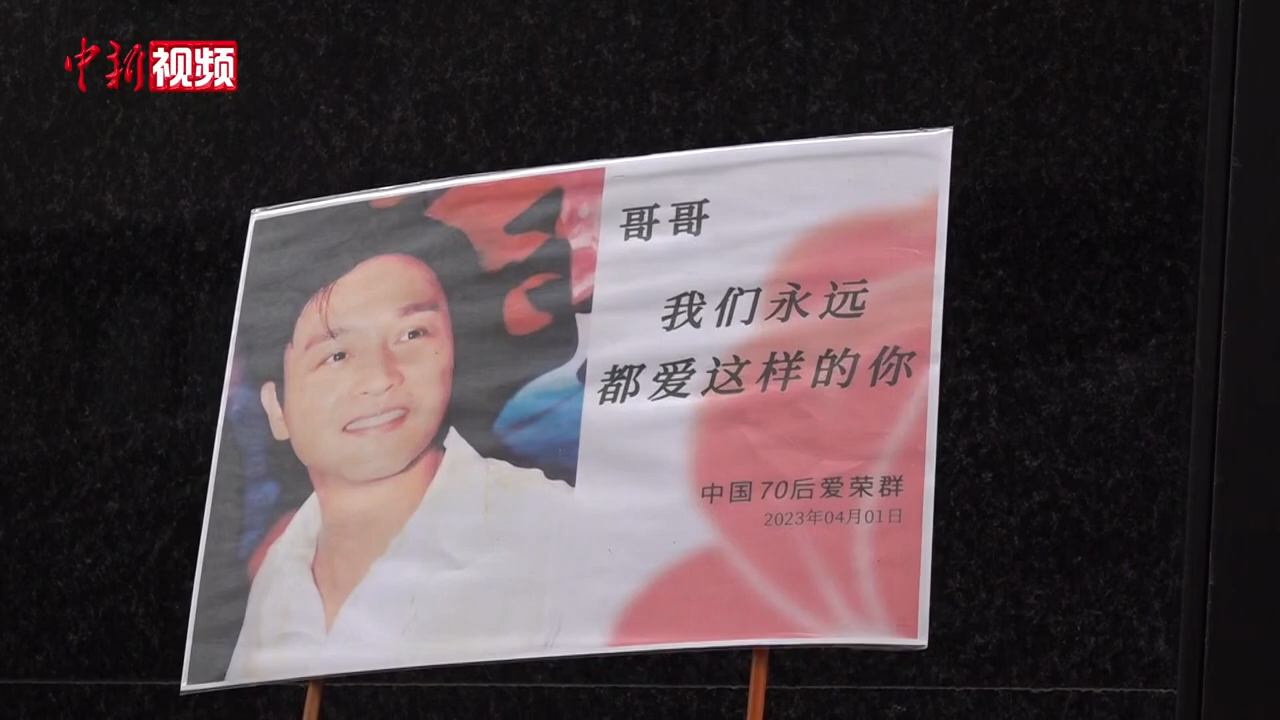 中新视频
哥哥
我们永远
都爱这样的你
中国70后爱荣群
2023年04月01日